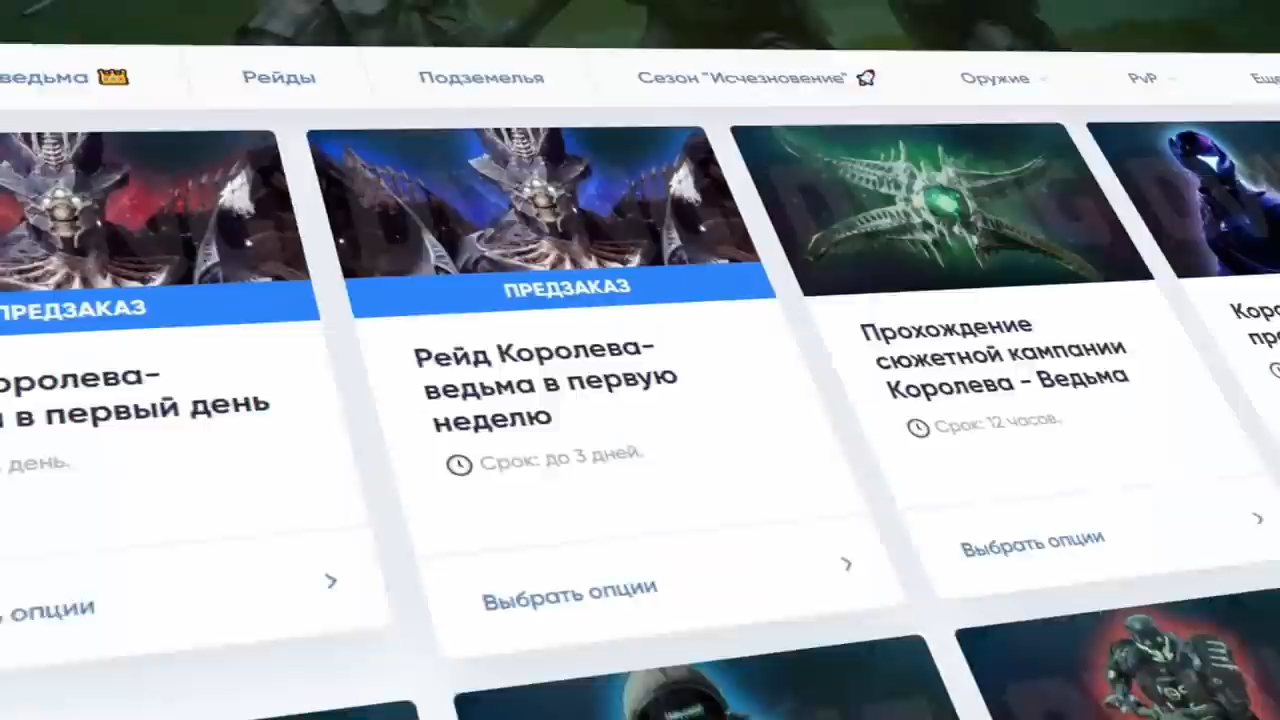 ведьма
Рейды
Подземелья
Сезон "Исчезновение"
Оружие
PvP
ПРЕДЗАКАЗ
ПРЕДЗАКАЗ
в первый день
день.
опции
Рейд Королева-
ведьма в первую
неделю
Срок: до 3 дней.
Выбрать опции
Прохождение
сюжетной кампании
Королева - Ведьма
Срок: 12 часов.
Выбрать опции